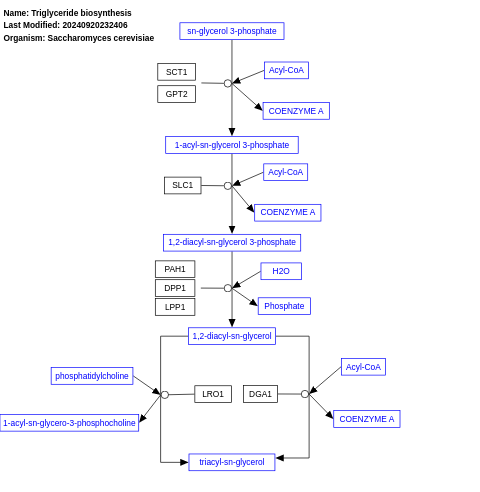 Name: Triglyceride biosynthesis
Last Modified: 20240920232406
Organism: Saccharomyces cerevisiae
sn-glycerol 3-phosphate
SCT1
Acyl-CoA
GPT2
COENZYME A
1-acyl-sn-glycerol 3-phosphate
Acyl-CoA
SLC1
COENZYME A
1,2-diacyl-sn-glycerol 3-phosphate
PAH1
H2O
DPP1
LPP1
Phosphate
1,2-diacyl-sn-glycerol
phosphatidylcholine
Acyl-CoA
LRO1
DGA1
1-acyl-sn-glycero-3-phosphocholine
COENZYME A
triacyl-sn-glycerol